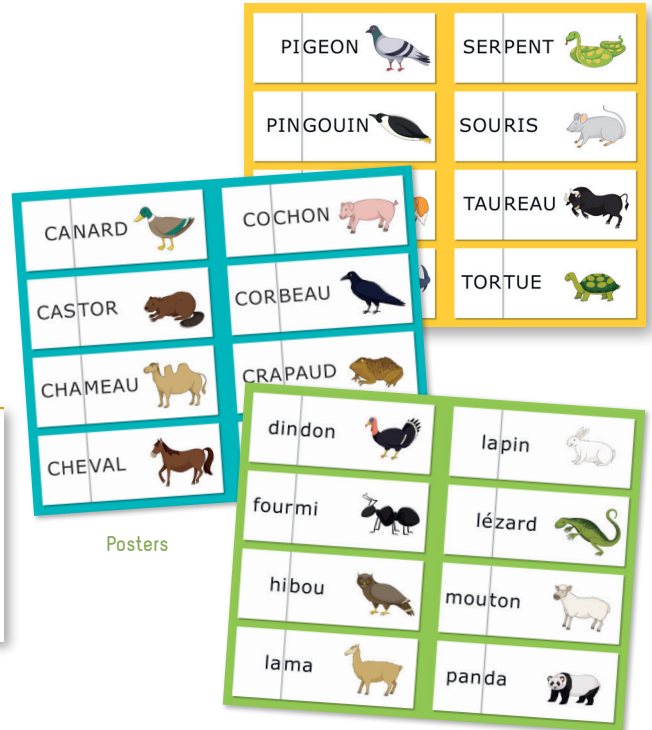 PIGEON
SERPENT
PINGOUIN
SOURIS
TAUREAU
TORTUE
CANARD
COCHON
CASTOR
CORBEAU
CHAMEAU
CRAPAUD
CHEVAL
Posters
dindon
lapin
fourmi
lézard
hibou
mouton
lama
panda